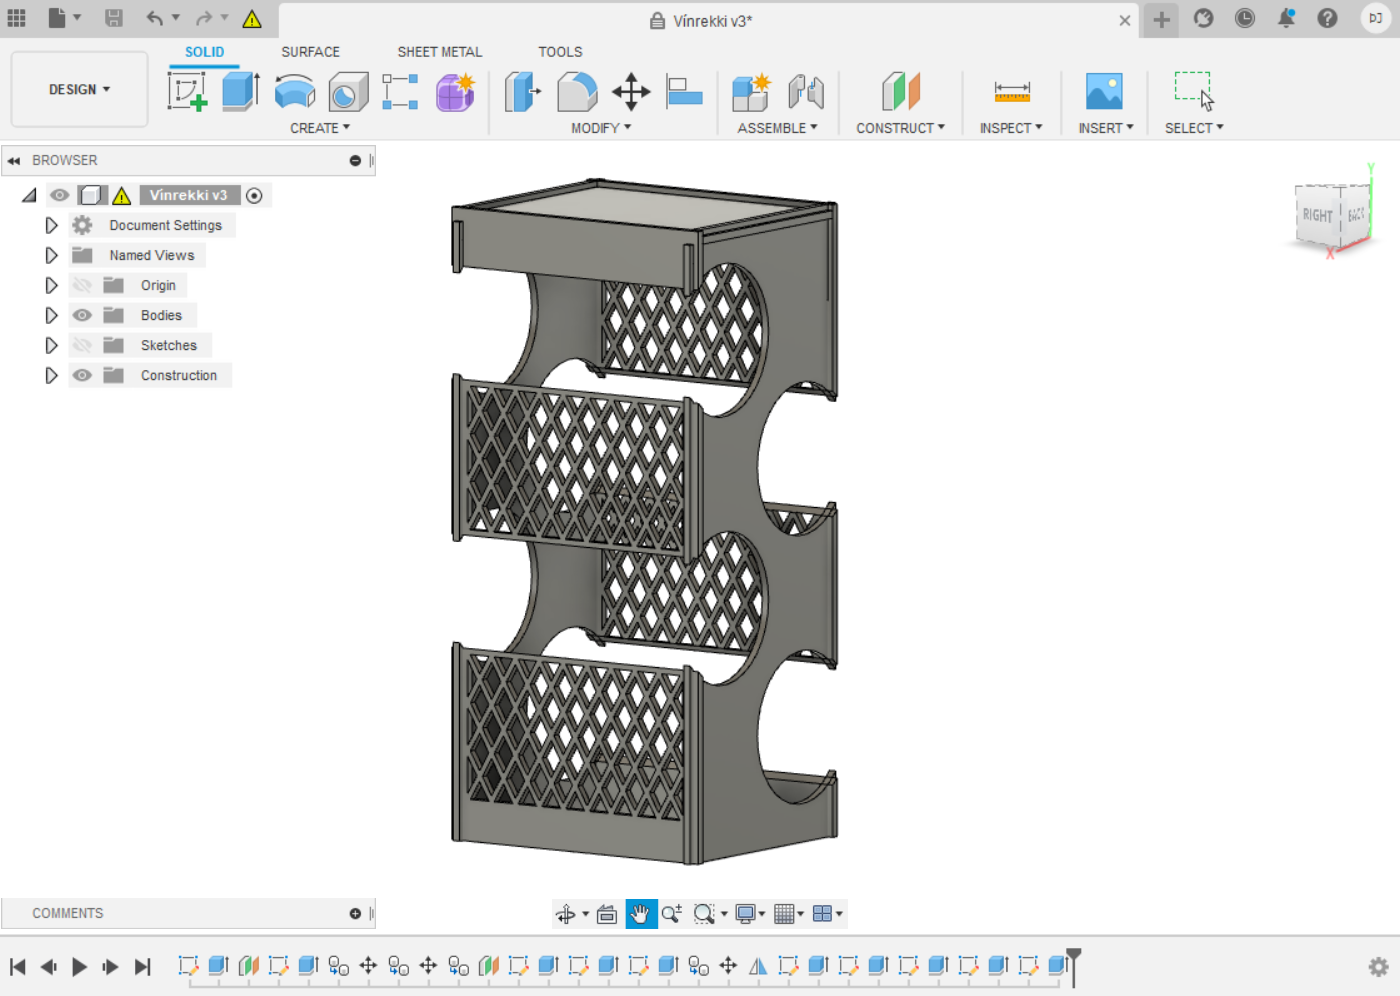 Vínrekki v3*
ÞJ
SOLID
SURFACE
SHEET METAL
TOOLS
DESIGN
CREATE
MODIFY
ASSEMBLE
CONSTRUCT
INSPECT
INSERT
SELECT
BROWSER
Vínrekki v3
Document Settings
Named Views
Origin
Bodies
Sketches
Construction
Y
RIGHT
BACK
X
COMMENTS